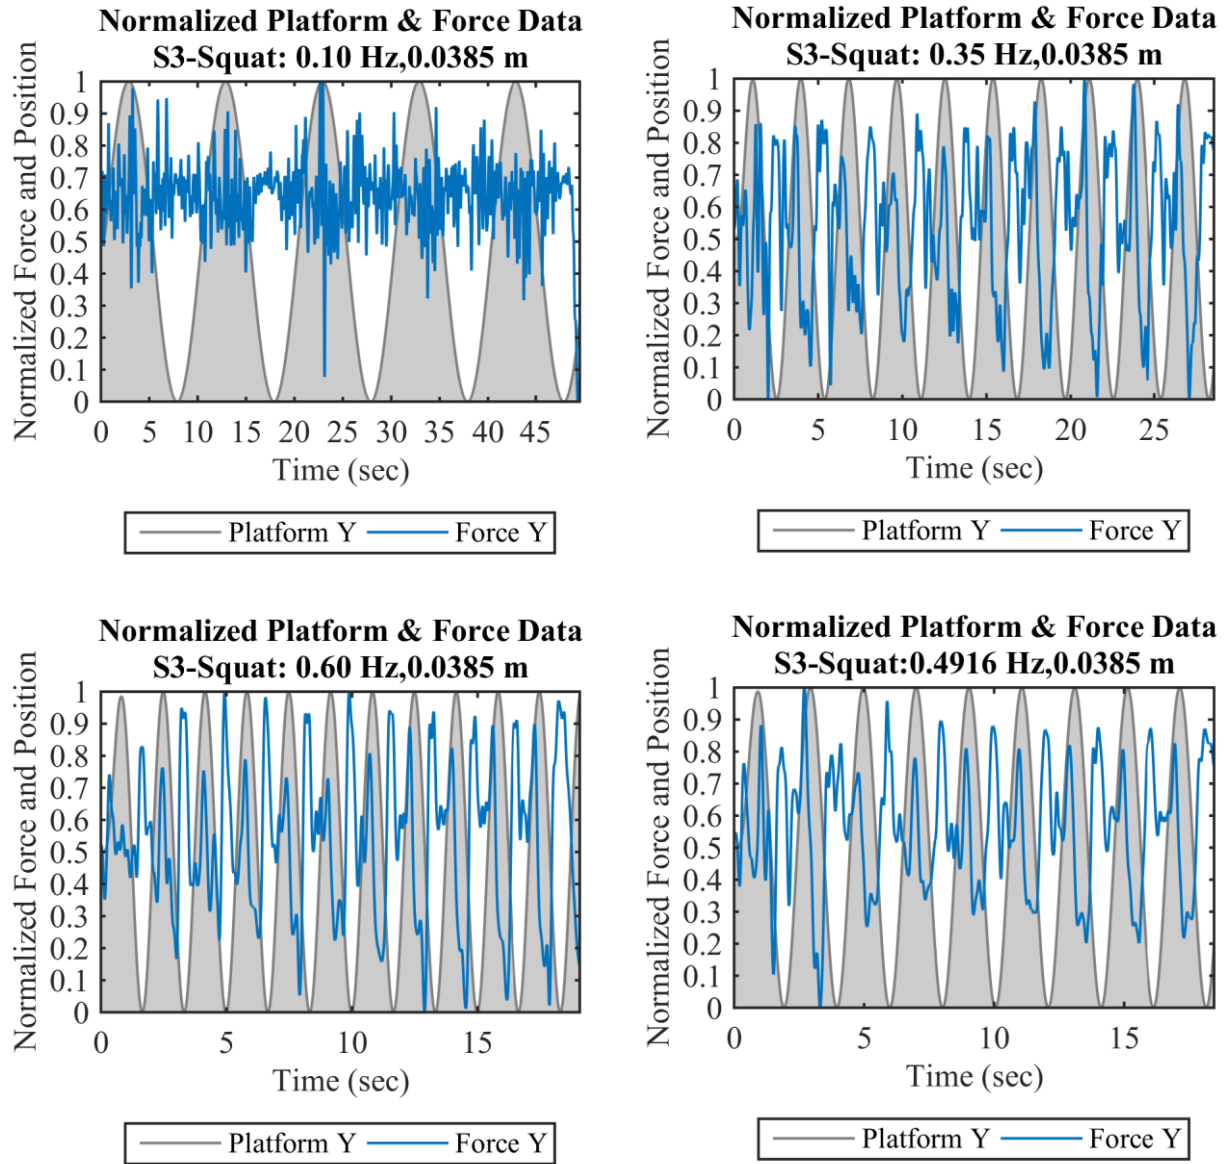 Normalized Platform & Force Data
S3-Squat: 0.10 Hz,0.0385 m
Normalized Force and Position
1
0.9
0.8
0.7
0.6
0.5
0.4
0.3
0.2
0.1
0
0 5 10 15 20 25 30 35 40 45
Time (sec)
Platform Y Force Y
Normalized Platform & Force Data
S3-Squat: 0.35 Hz,0.0385 m
Normalized Force and Position
1
0.9
0.8
0.7
0.6
0.5
0.4
0.3
0.2
0.1
0
0 5 10 15 20 25
Time (sec)
Platform Y Force Y
Normalized Platform & Force Data
S3-Squat: 0.60 Hz,0.0385 m
Normalized Force and Position
1
0.9
0.8
0.7
0.6
0.5
0.4
0.3
0.2
0.1
0
0 5 10 15
Time (sec)
Platform Y Force Y
Normalized Platform & Force Data
S3-Squat:0.4916 Hz,0.0385 m
Normalized Force and Position
1
0.9
0.8
0.7
0.6
0.5
0.4
0.3
0.2
0.1
0
0 5 10 15
Time (sec)
Platform Y Force Y